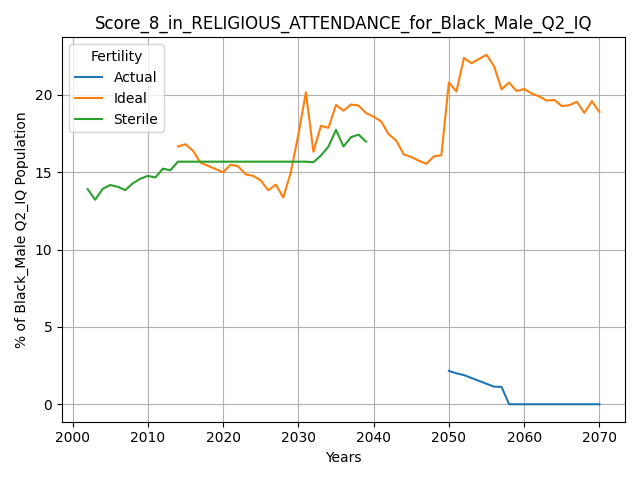 Score_8_in_RELIGIOUS_ATTENDANCE_for_Black_Male_Q2_IQ
Fertility
Actual
Ideal
Sterile
% of Black_Male Q2_IQ Population
20
15
10
5
0
2000 2010 2020 2030 2040 2050 2060 2070
Years